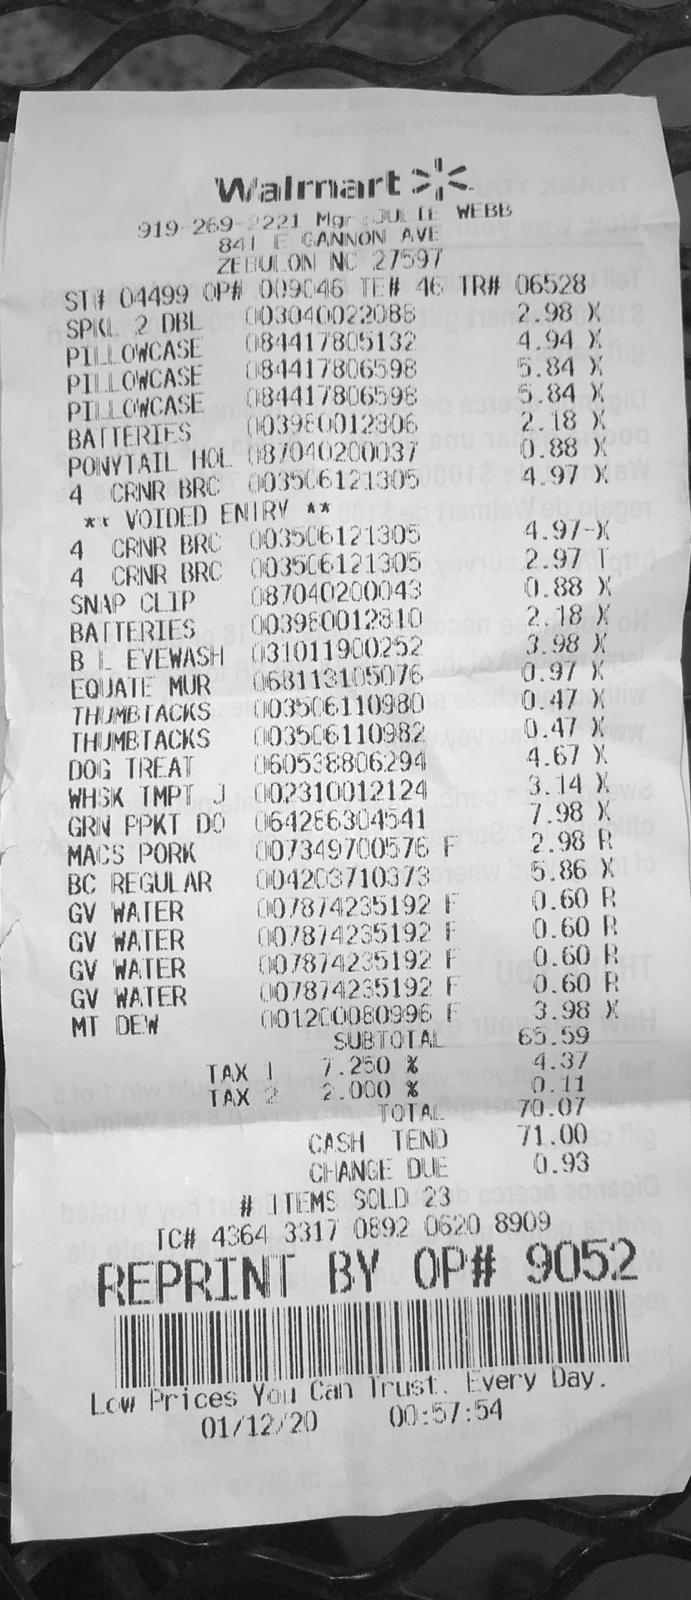 Walmart
919-269-2221 Mgr:JULIE WEBB
841 E GANNON AVE
ZEBULON NC 27597
ST# 04499 OP# 009046 TE# 46 TR# 06528
SPKL 2 DBL 003040022088 2.98 X
PILLOWCASE 084417805132 4.94 X
PILLOWCASE 084417806598 5.84 X
PILLOWCASE 084417806598 5.84 X
BATTERIES 003980012806 2.18 X
PONYTAIL HOL 087040200037 0.88 X
4 CRNR BRC 003506121305 4.97 X
** VOIDED ENTRY **
4 CRNR BRC 003506121305 4.97-X
4 CRNR BRC 003506121305 2.97 T
SNAP CLIP 087040200043 0.88 X
BATTERIES 003980012810 2.18 X
B L EYEWASH 031011900252 3.98 X
EQUATE MUR 068113105076 0.97 X
THUMBTACKS 003506110980 0.47 X
THUMBTACKS 003506110982 0.47 X
DOG TREAT 060538806294 4.67 X
WHSK TMPT J 002310012124 3.14 X
GRN PPKT DO 064286304541 7.98 X
MACS PORK 007349700576 F 2.98 R
BC REGULAR 004203710373 5.86 X
GV WATER 007874235192 F 0.60 R
GV WATER 007874235192 F 0.60 R
GV WATER 007874235192 F 0.60 R
GV WATER 007874235192 F 0.60 R
MT DEW 001200080996 F 3.98 X
SUBTOTAL 65.59
TAX 1 7.250 % 4.37
TAX 2 2.000 % 0.11
TOTAL 70.07
CASH TEND 71.00
CHANGE DUE 0.93
# ITEMS SOLD 23
TC# 4364 3317 0892 0620 8909
REPRINT BY OP# 9052
Low Prices You Can Trust. Every Day.
01/12/20 00:57:54